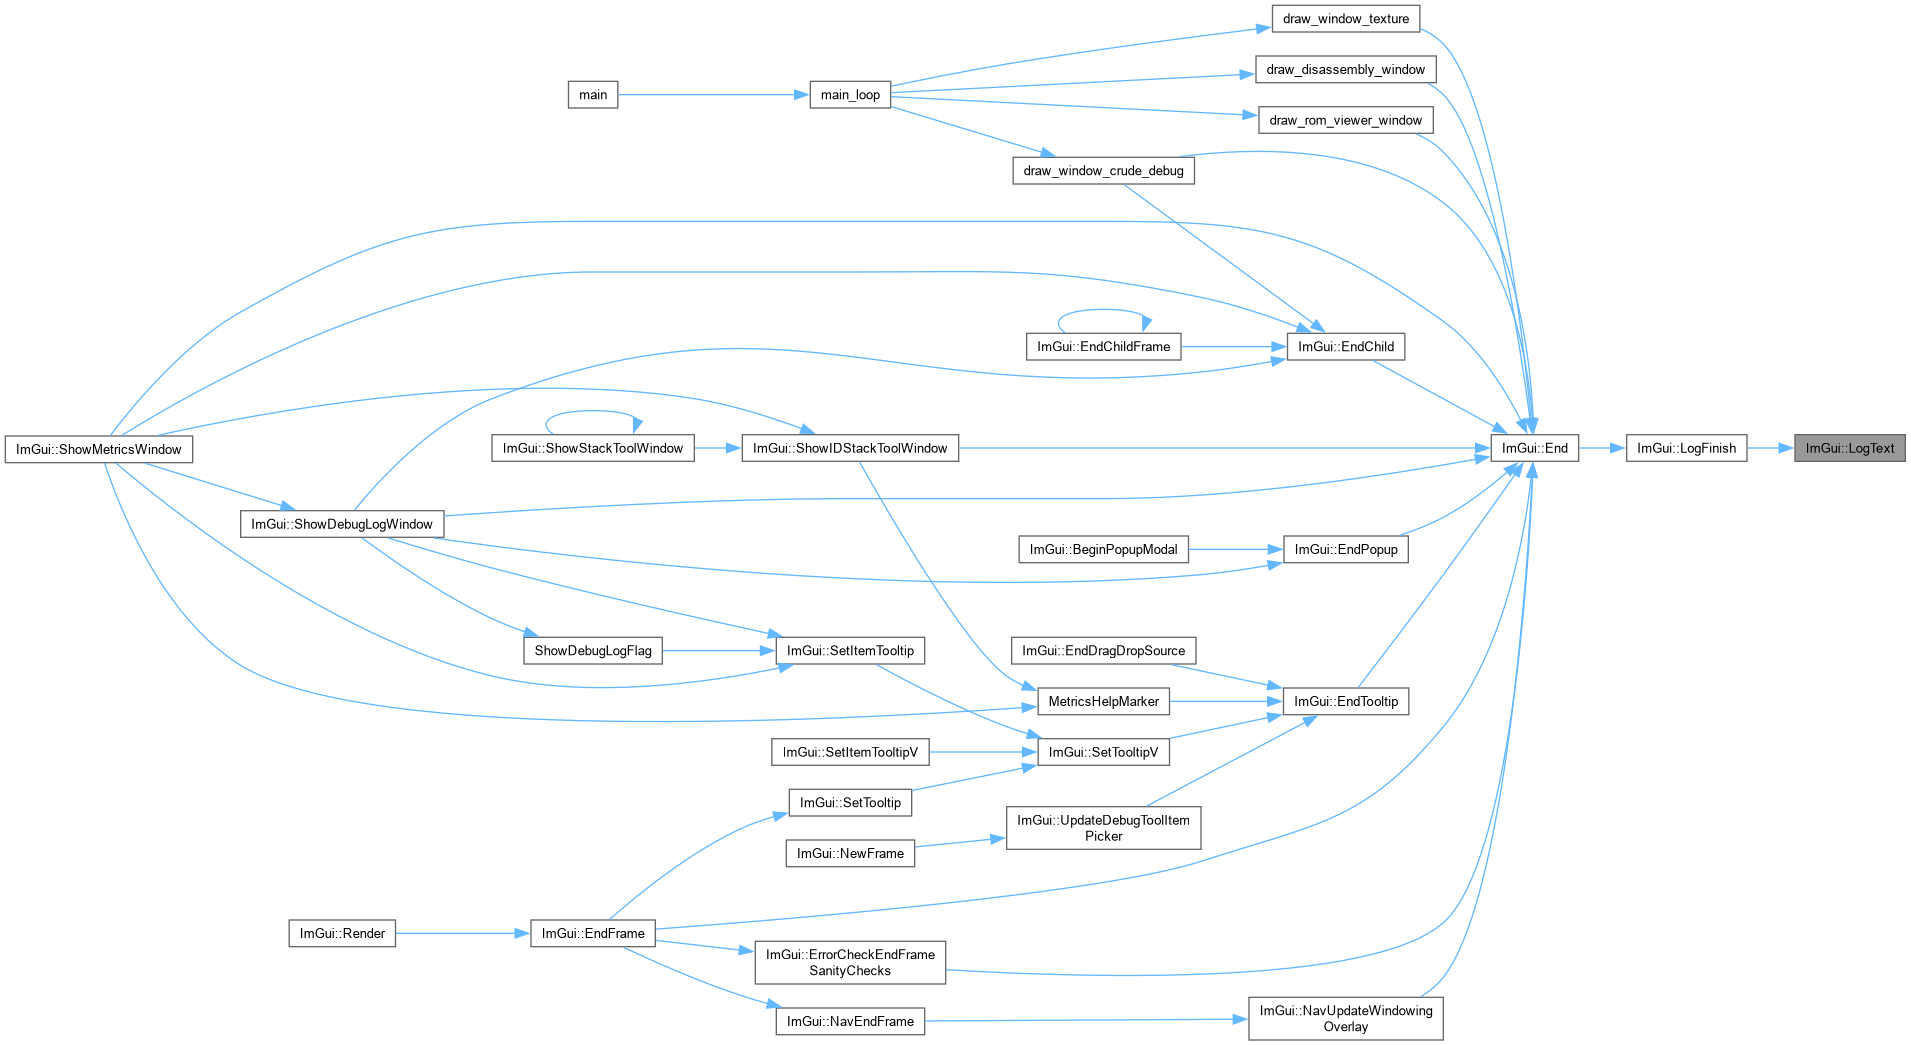 draw_window_texture
draw_disassembly_window
main
main_loop
draw_rom_viewer_window
draw_window_crude_debug
ImGui::EndChildFrame
ImGui::EndChild
ImGui::ShowMetricsWindow
ImGui::ShowStackToolWindow
ImGui::ShowIDStackToolWindow
ImGui::End
ImGui::LogFinish
ImGui::LogText
ImGui::ShowDebugLogWindow
ImGui::BeginPopupModal
ImGui::EndPopup
ShowDebugLogFlag
ImGui::SetItemTooltip
ImGui::EndDragDropSource
MetricsHelpMarker
ImGui::EndTooltip
ImGui::SetItemTooltipV
ImGui::SetTooltipV
ImGui::SetTooltip
ImGui::UpdateDebugToolItem
Picker
ImGui::NewFrame
ImGui::Render
ImGui::EndFrame
ImGui::ErrorCheckEndFrame
SanityChecks
ImGui::NavEndFrame
ImGui::NavUpdateWindowing
Overlay